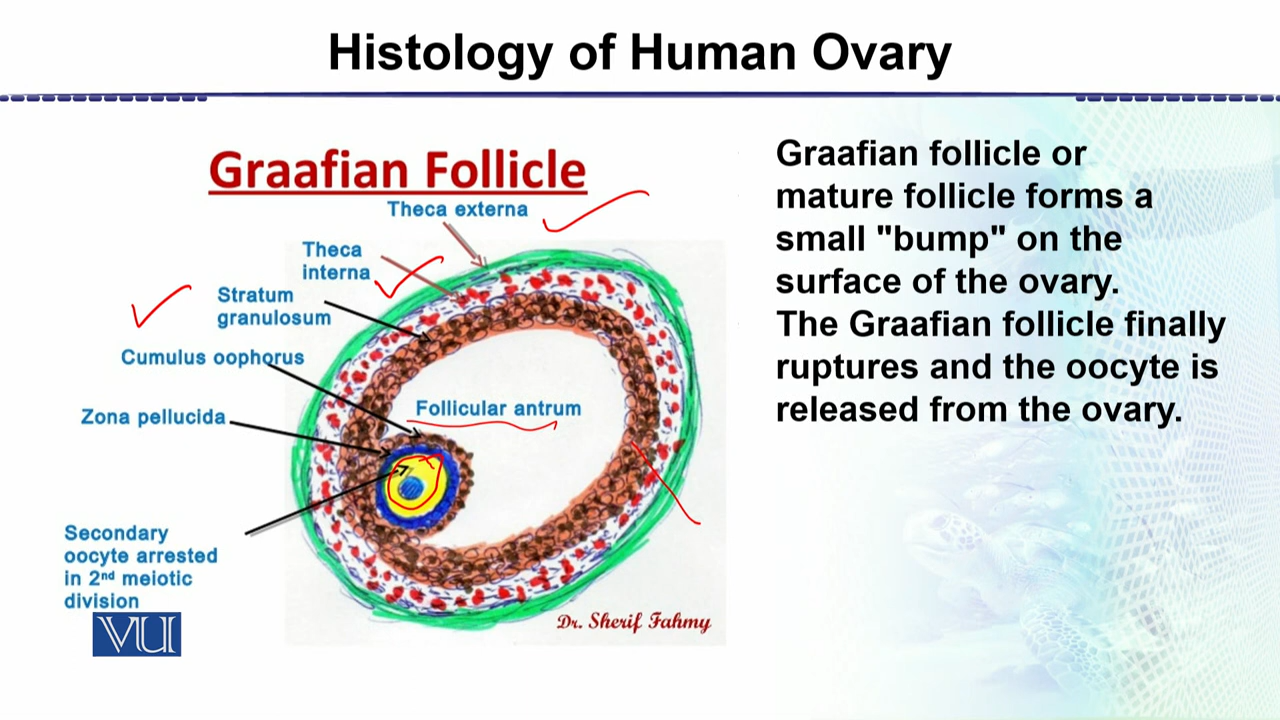 Histology of Human Ovary
Graafian Follicle
Theca externa
Theca
interna
Stratum
granulosum
Cumulus oophorus
Zona pellucida
Follicular antrum
Secondary
oocyte arrested
in 2nd meiotic
division
VU
Dr. Sherif Fahmy
Graafian follicle or
mature follicle forms a
small "bump" on the
surface of the ovary.
The Graafian follicle finally
ruptures and the oocyte is
released from the ovary.